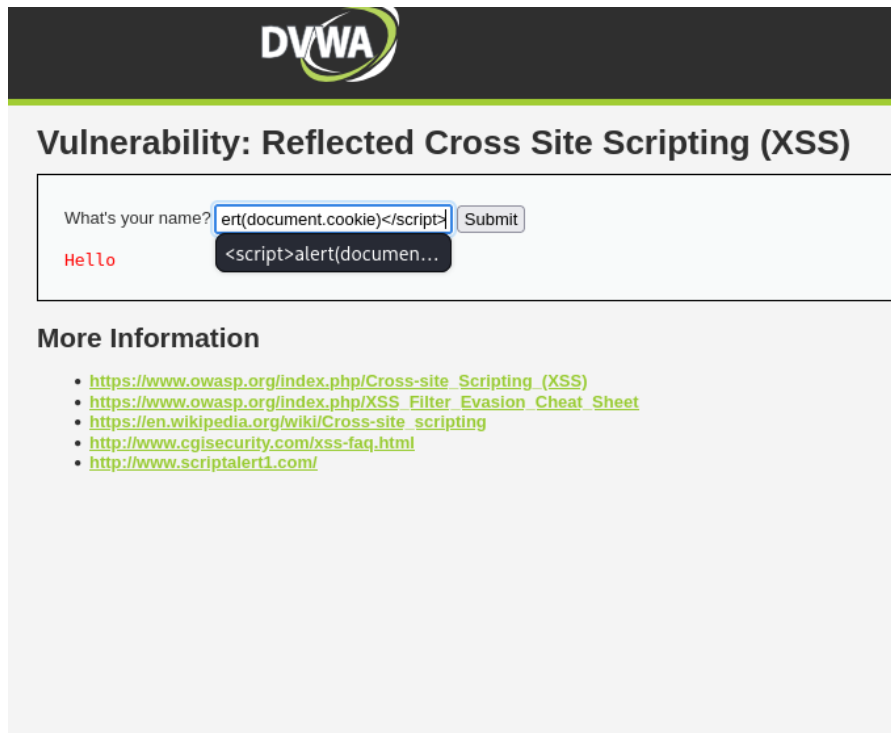 DVWA
Vulnerability: Reflected Cross Site Scripting (XSS)
What's your name? ert(document.cookie)</script> Submit
<script>alert(documen...
Hello
More Information
https://www.owasp.org/index.php/Cross-site_Scripting_(XSS)
https://www.owasp.org/index.php/XSS_Filter_Evasion_Cheat_Sheet
https://en.wikipedia.org/wiki/Cross-site_scripting
http://www.cgisecurity.com/xss-faq.html
http://www.scriptalert1.com/